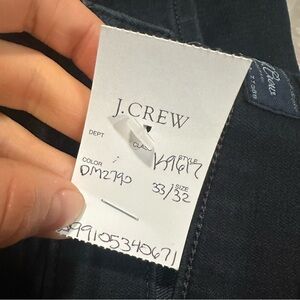 J.CREW
DEPT
CLASS
STYLE
K9617
COLOR
DM2790
SIZE
33/32
99105340671